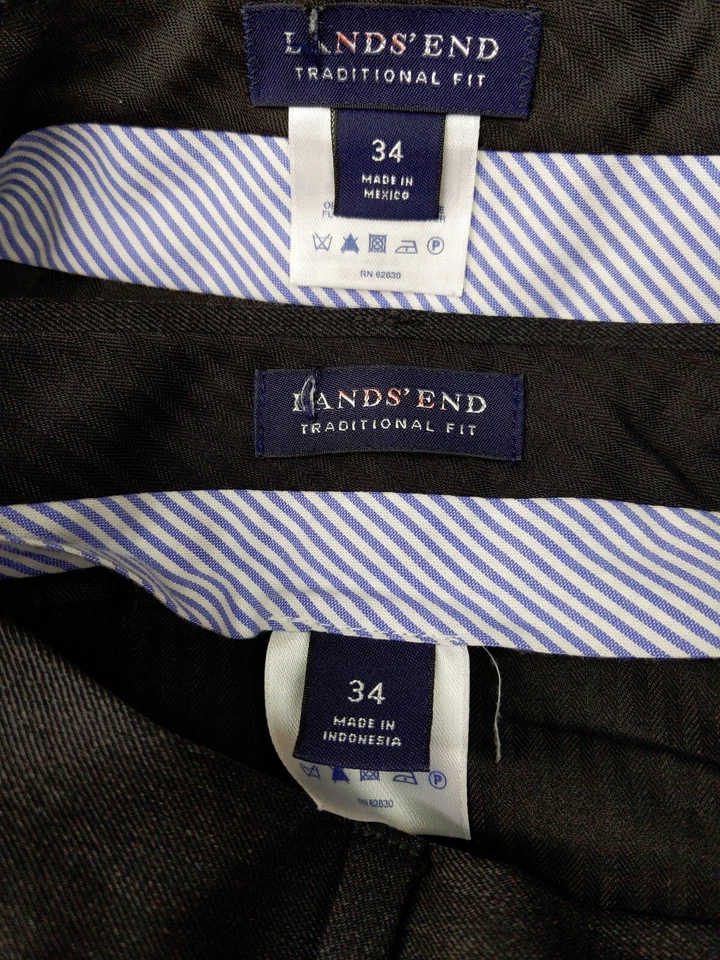 LANDS' END
TRADITIONAL FIT
34
MADE IN
MEXICO
RN 62830
LANDS' END
TRADITIONAL FIT
34
MADE IN
INDONESIA
RN 62830